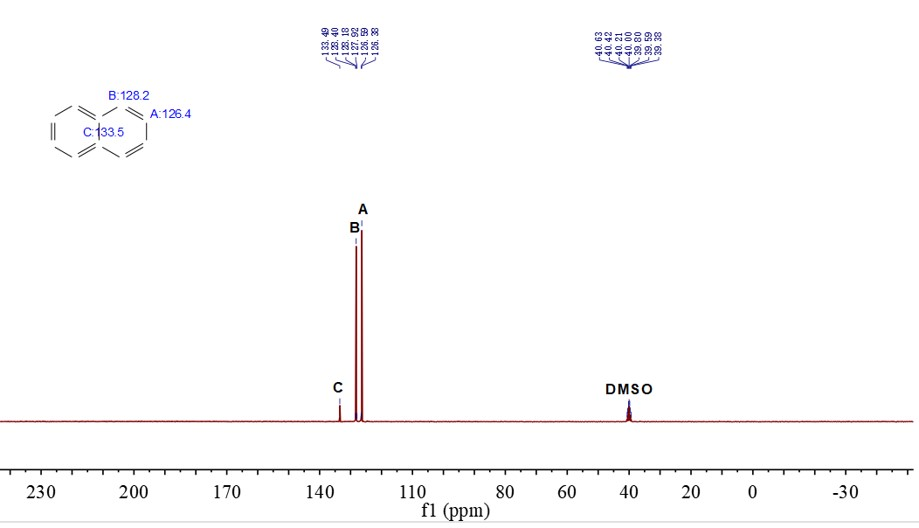 133.49
128.40
128.18
127.92
126.59
126.38
40.63
40.42
40.21
40.00
39.80
39.59
39.38
B:128.2
A:126.4
C:133.5
A
B
C
DMSO
230 200 170 140 110 80 60 40 20 0 -30
f1 (ppm)